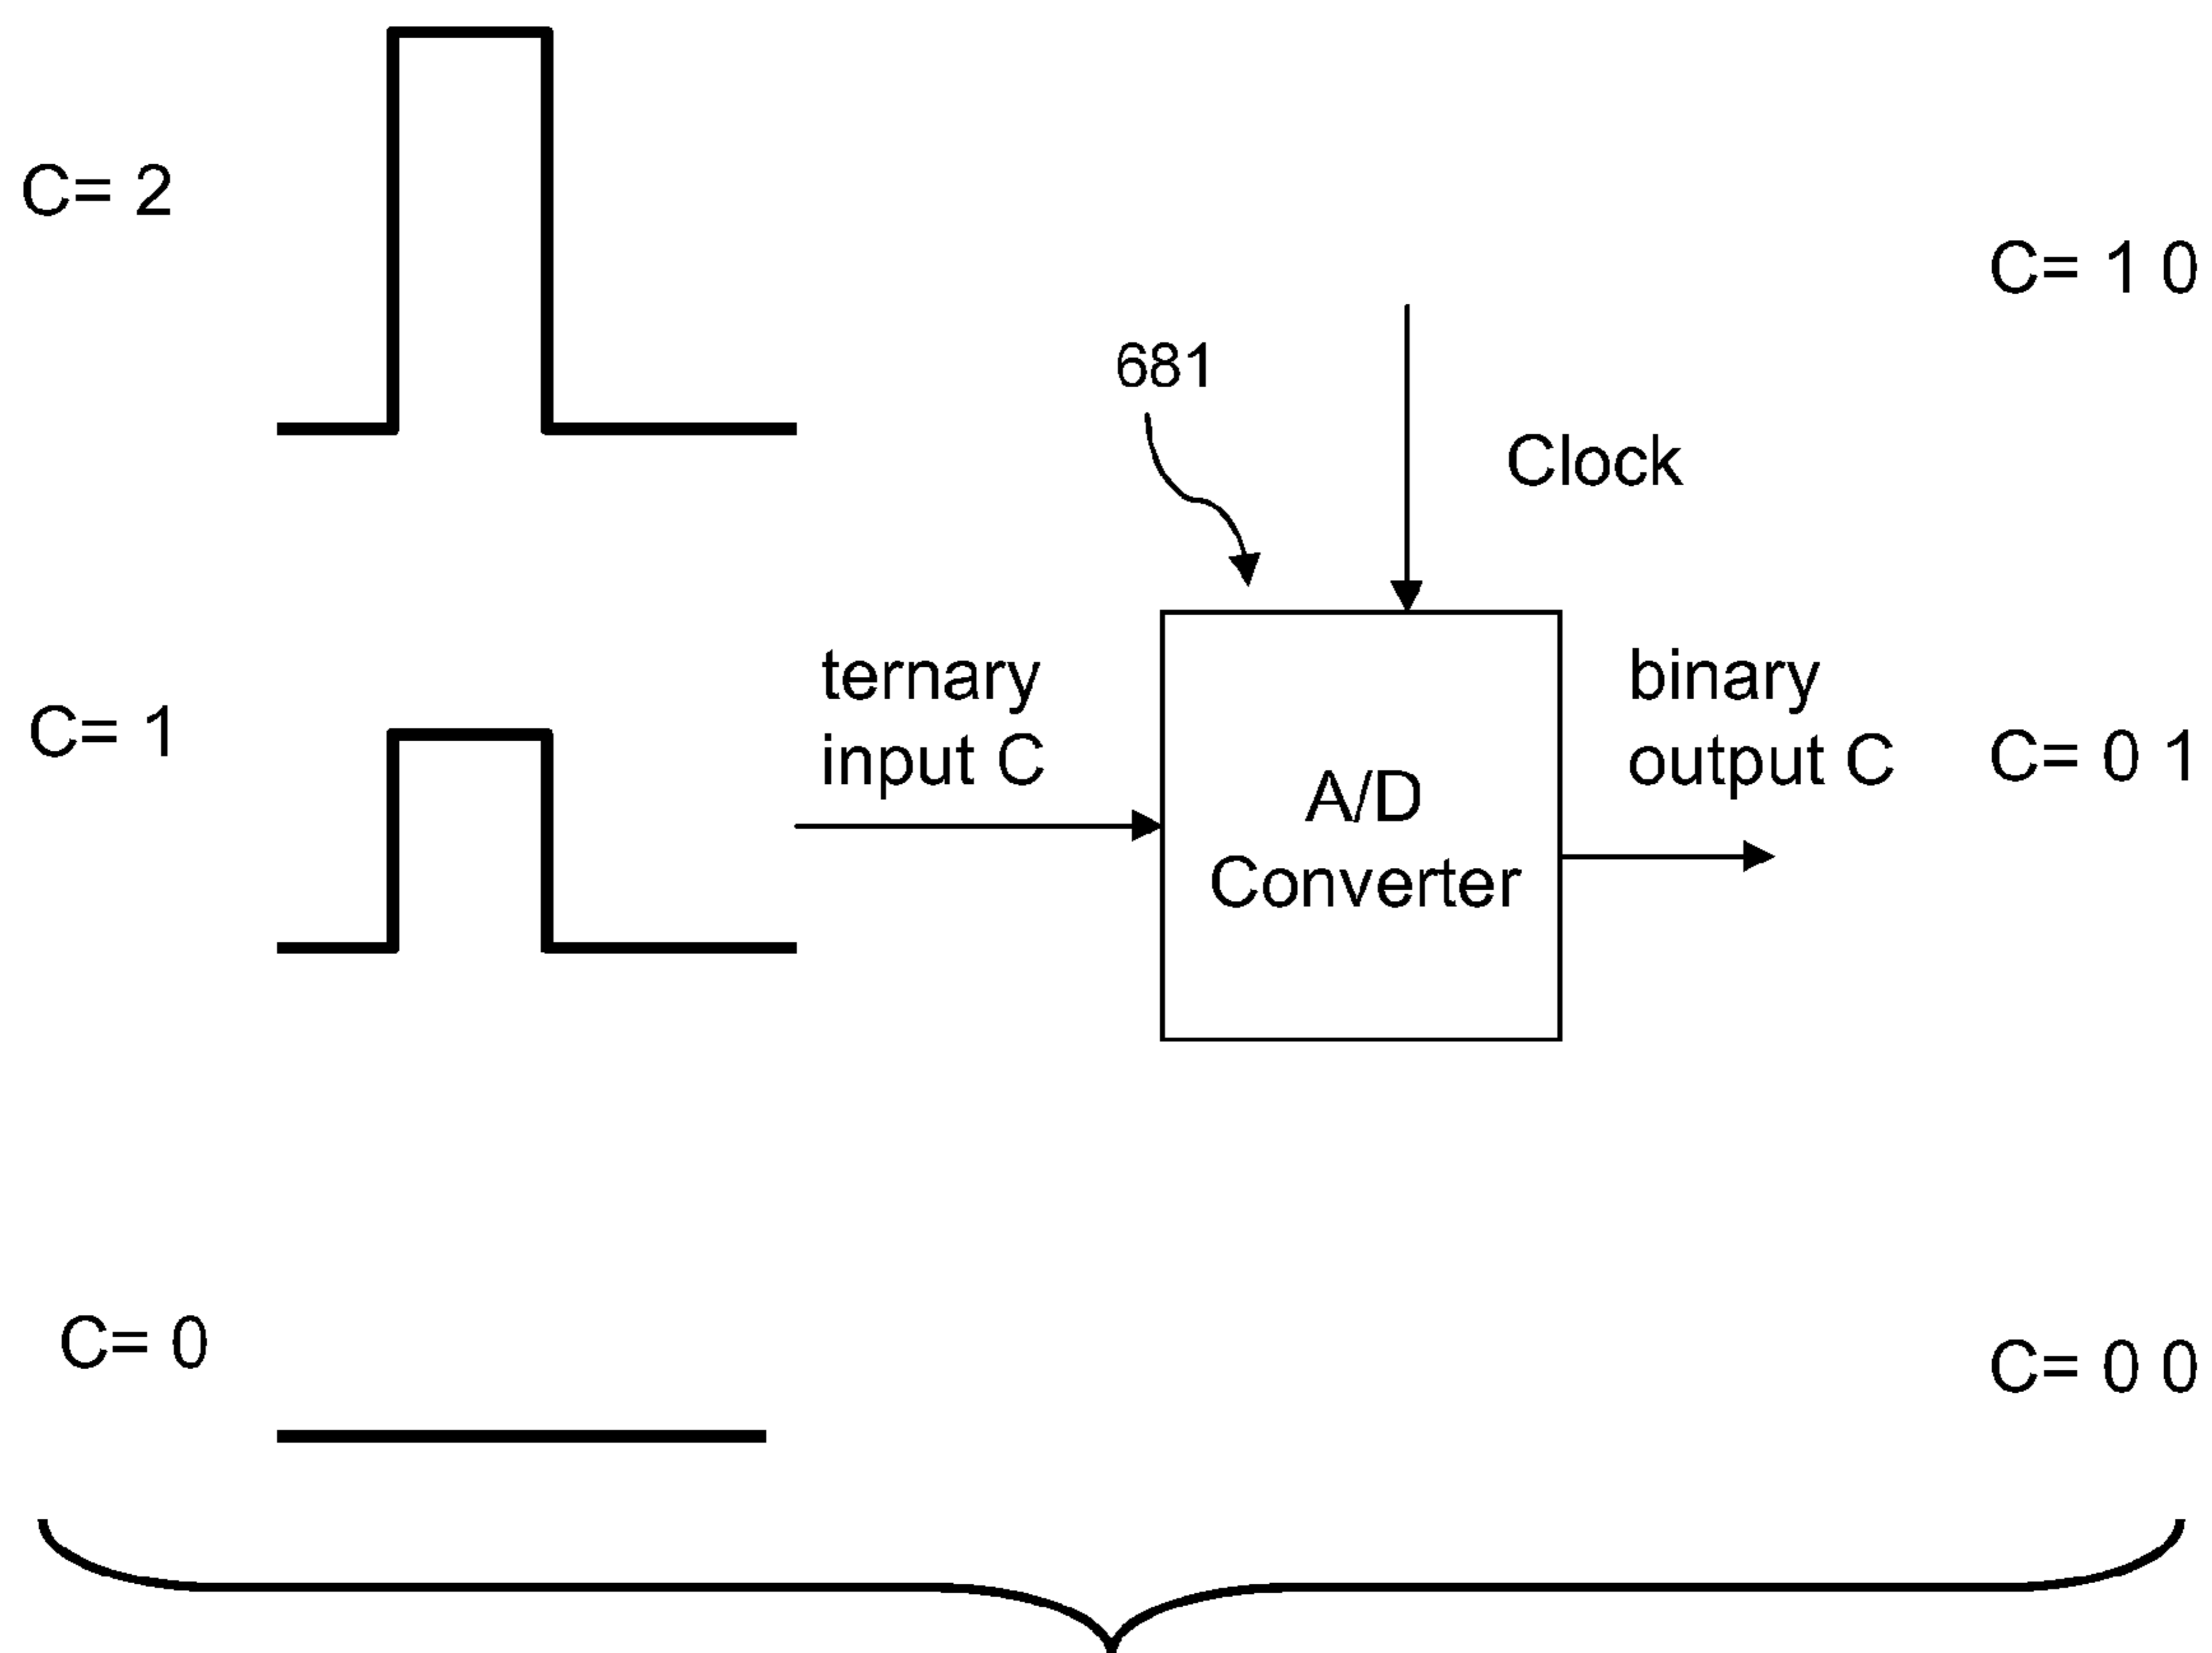 C= 2
C= 1 0
681
Clock
ternary
input C
binary
output C
C= 1
C= 0 1
A/D
Converter
C= 0
C= 0 0